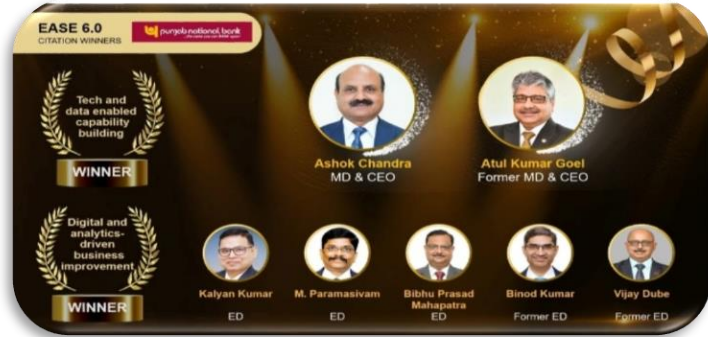 EASE 6.0
CITATION WINNERS
punjab national bank
Tech and
data enabled
capability
building
WINNER
Ashok Chandra
MD & CEO
Atul Kumar Goel
Former MD & CEO
Digital and
analytics-
driven
business
improvement
WINNER
Kalyan Kumar
ED
M. Paramasivam
ED
Bibhu Prasad
Mahapatra
ED
Binod Kumar
Former ED
Vijay Dube
Former ED